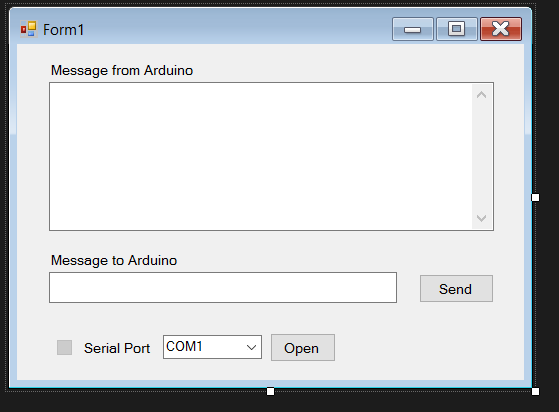 Form1
Message from Arduino
Message to Arduino
Send
Serial Port COM1 Open